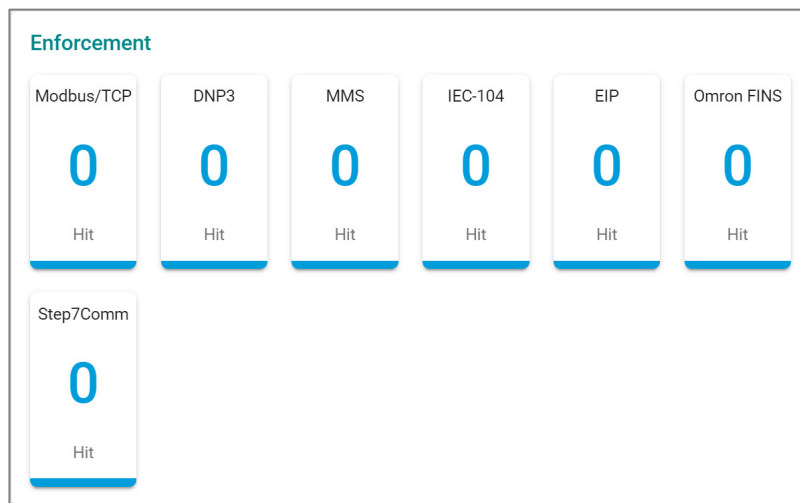 Enforcement
Modbus/TCP DNP3 MMS IEC-104 EIP Omron FINS
0 0 0 0 0 0
Hit Hit Hit Hit Hit Hit
Step7Comm
0
Hit